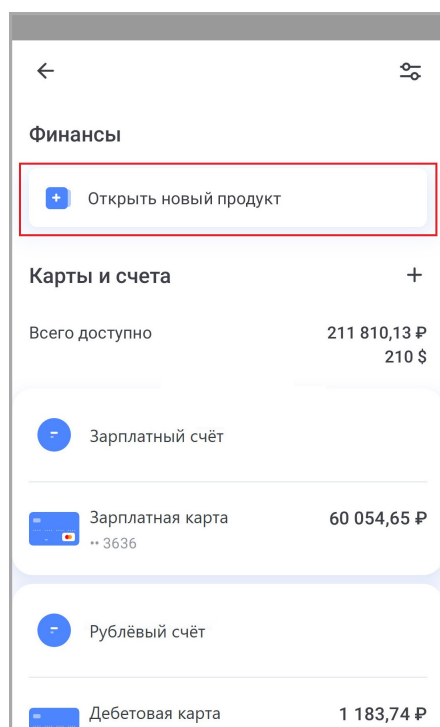 Финансы
Открыть новый продукт
Карты и счета
Всего доступно 211 810,13 ₽
210 $
Зарплатный счёт
Зарплатная карта 60 054,65 ₽
•• 3636
Рублёвый счёт
Дебетовая карта 1 183,74 ₽